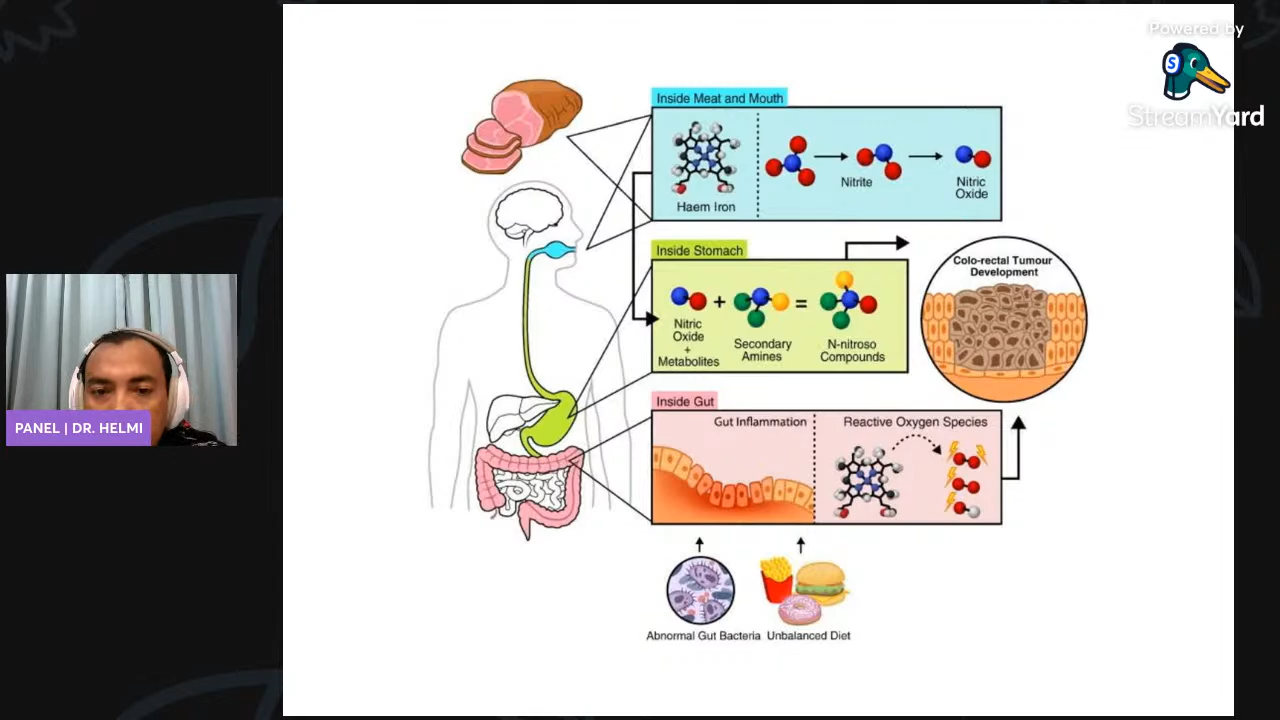 Powered by
StreamYard
Inside Meat and Mouth
Haem Iron
Nitrite
Nitric
Oxide
Inside Stomach
Nitric
Oxide
+
Metabolites
+
Secondary
Amines
=
N-nitroso
Compounds
Colo-rectal Tumour
Development
Inside Gut
Gut Inflammation
Reactive Oxygen Species
Abnormal Gut Bacteria
Unbalanced Diet
PANEL | DR. HELMI